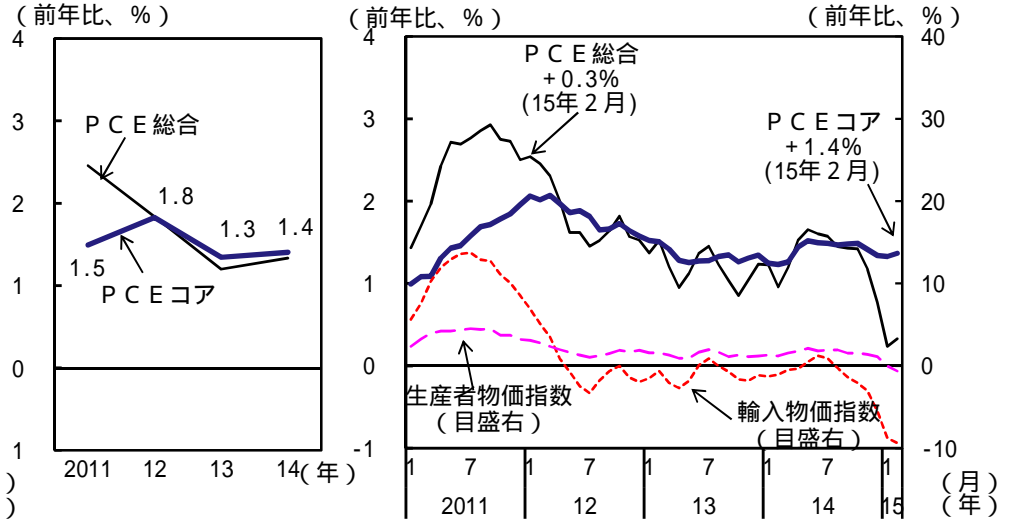 (前年比、%)
4
3
2
1
0
1
PCE総合
1.8
1.3
1.4
1.5
PCEコア
2011
12
13
14
(年)
)
)
(前年比、%)
(前年比、%)
4
3
2
1
0
-1
40
30
20
10
0
-10
PCE総合
+0.3%
(15年2月)
PCEコア
+1.4%
(15年2月)
生産者物価指数
(目盛右)
輸入物価指数
(目盛右)
1
7
1
7
1
7
1
7
1
(月)
2011
12
13
14
15
(年)